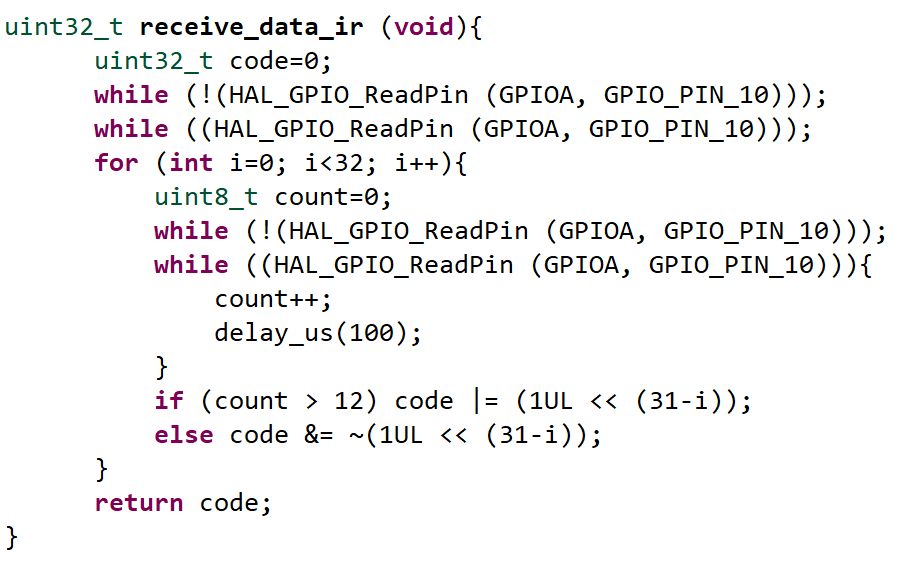 uint32_t receive_data_ir (void){
      uint32_t code=0;
      while (!(HAL_GPIO_ReadPin (GPIOA, GPIO_PIN_10)));
      while ((HAL_GPIO_ReadPin (GPIOA, GPIO_PIN_10)));
      for (int i=0; i<32; i++){
          uint8_t count=0;
          while (!(HAL_GPIO_ReadPin (GPIOA, GPIO_PIN_10)));
          while ((HAL_GPIO_ReadPin (GPIOA, GPIO_PIN_10))){
              count++;
              delay_us(100);
          }
          if (count > 12) code |= (1UL << (31-i));
          else code &= ~(1UL << (31-i));
      }
      return code;
}